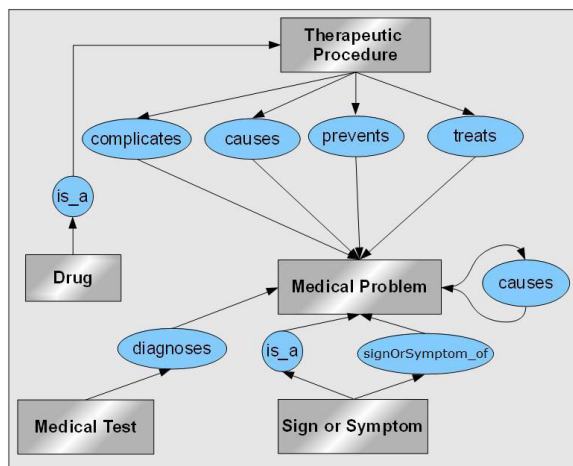 Therapeutic
Procedure
complicates
causes
prevents
treats
is_a
Drug
Medical Problem
causes
diagnoses
is_a
signOrSymptom_of
Medical Test
Sign or Symptom